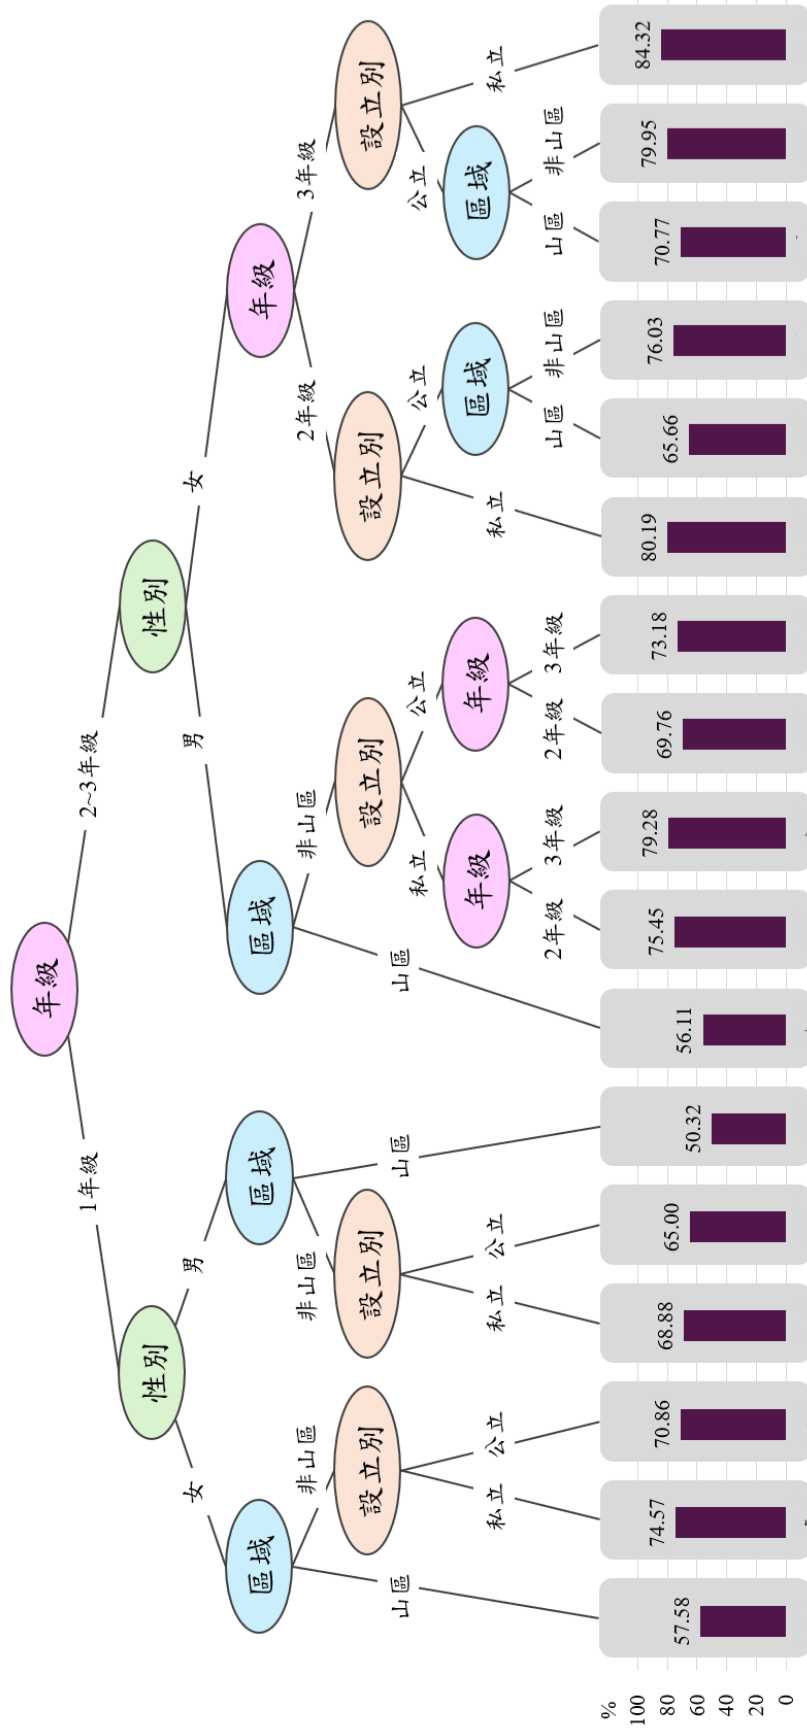 年級
1年級
2~3年級
性別
性別
女
男
男
女
區域
區域
區域
年級
非山區
非山區
非山區
2年級
3年級
設立別
設立別
設立別
設立別
設立別
山區
山區
山區
私立
公立
公立
公立
年級
年級
區域
區域
私立
公立
私立
公立
私立
私立
2年級
3年級
2年級
3年級
山區
非山區
山區
非山區
%
100
80
60
40
20
0
57.58
74.57
70.86
68.88
65.00
50.32
56.11
75.45
79.28
69.76
73.18
80.19
65.66
76.03
70.77
79.95
84.32